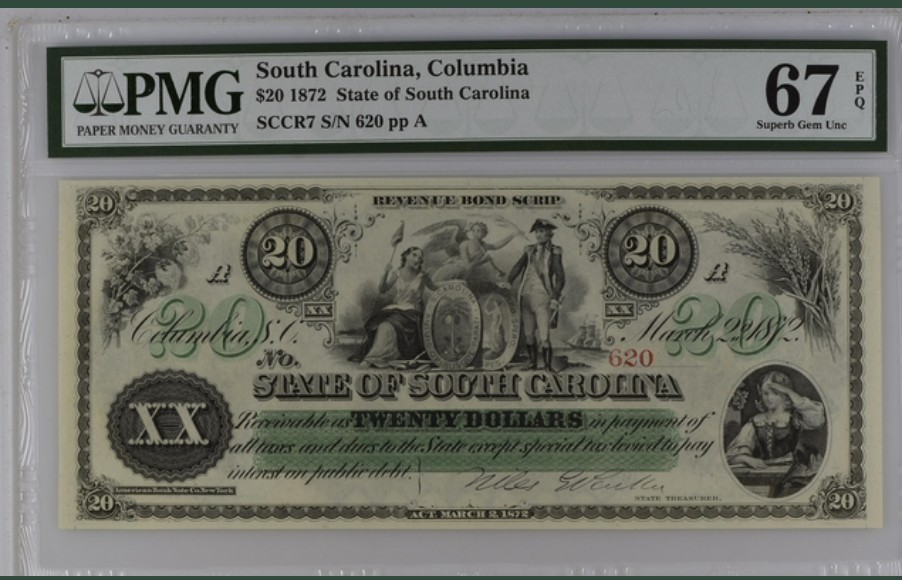 PMG
PAPER MONEY GUARANTY
South Carolina, Columbia
$20 1872 State of South Carolina
SCCR7 S/N 620 pp A
67
EPQ
Superb Gem Unc
20 20
REVENUE BOND SCRIP
20 20
A A
20 20
XX XX
Columbia, S.C. March 2nd 1872.
No. 620
STATE OF SOUTH CAROLINA
XX
Receivable as TWENTY DOLLARS in payment of
all taxes and dues to the State except special tax levied to pay
interest on public debt.
Niles G Parker
STATE TREASURER.
American Bank Note Co. New York
20 20
ACT MARCH 2, 1872